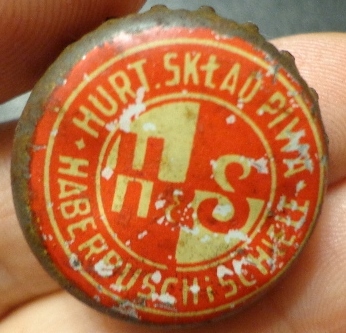 HURT. SKŁAD PIWA
HABERBUSCH i SCHIELE
H & S